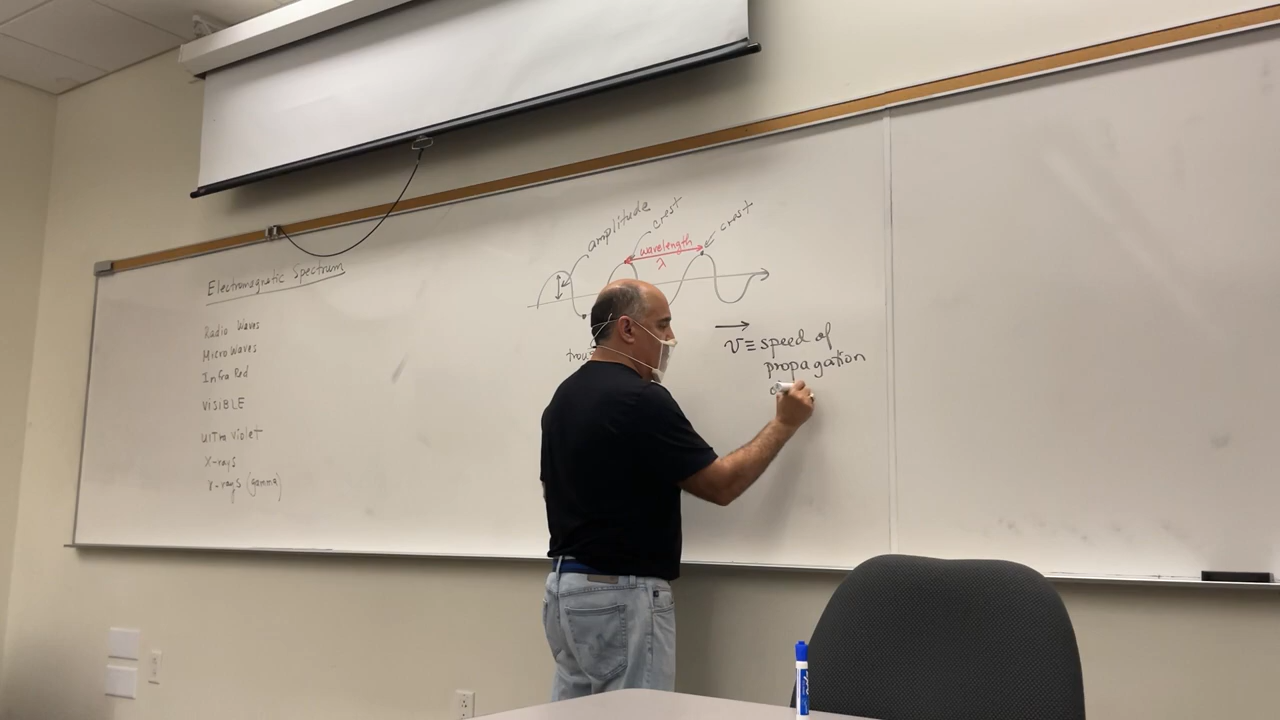 Electromagnetic Spectrum
Radio Waves
Micro Waves
Infra Red
VISIBLE
UlTra violet
X-rays
γ-rays (gamma)
amplitude
crest
crest
wavelength
λ
v ≡ speed of
propagation